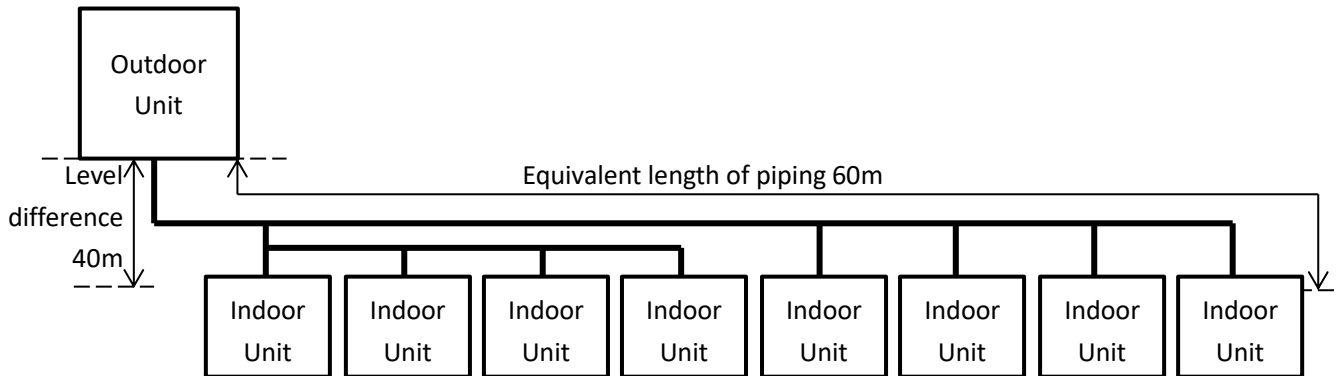 Outdoor
Unit
Level
difference
40m
Equivalent length of piping 60m
Indoor
Unit
Indoor
Unit
Indoor
Unit
Indoor
Unit
Indoor
Unit
Indoor
Unit
Indoor
Unit
Indoor
Unit